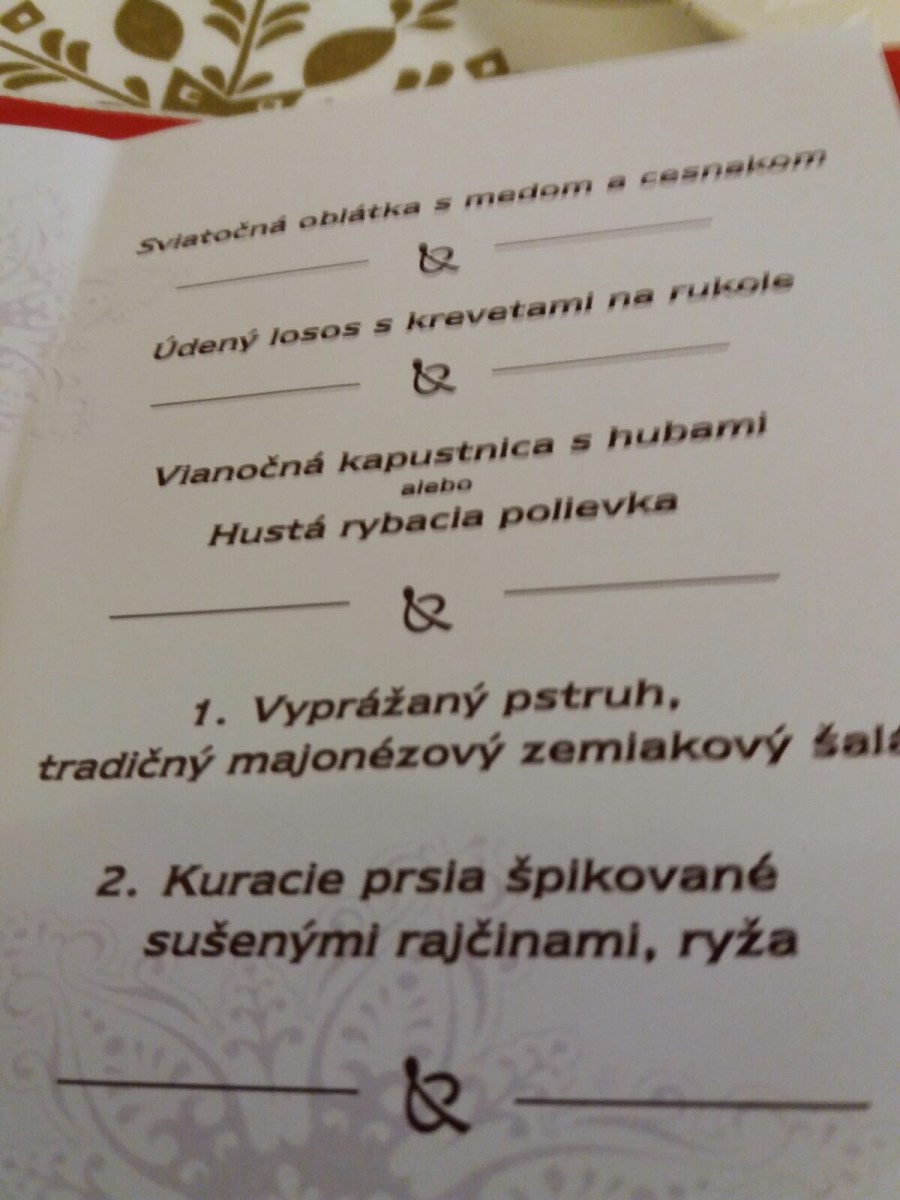 Sviatočná oblátka s medom a cesnakom
&
Údený losos s krevetami na rukole
&
Vianočná kapustnica s hubami
alebo
Hustá rybacia polievka
&
1. Vyprážaný pstruh,
tradičný majonézový zemiakový
2. Kuracie prsia špikované
sušenými rajčinami, ryža
&